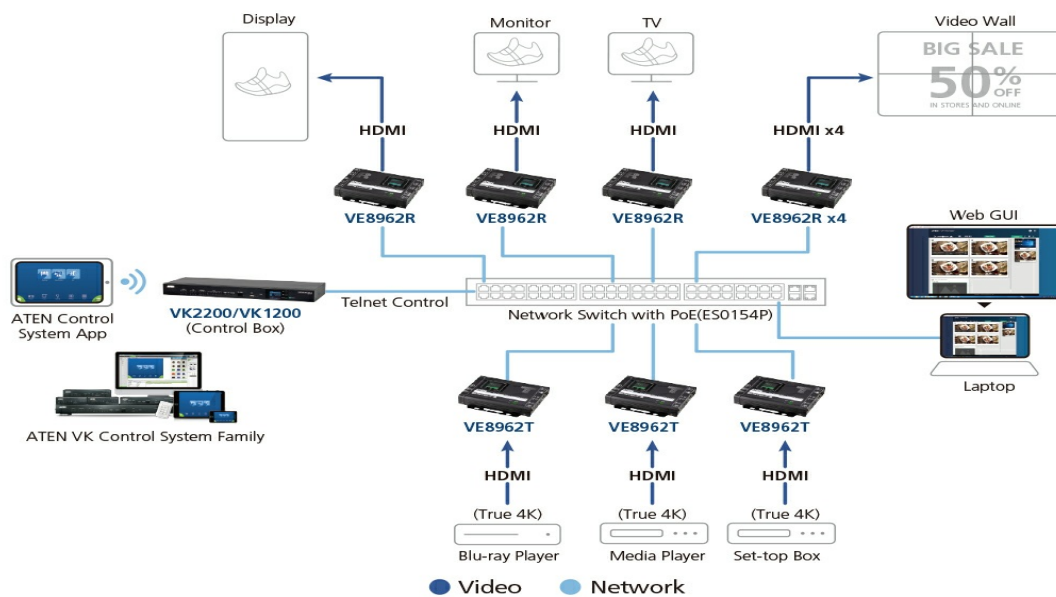 Display
Monitor
TV
Video Wall
BIG SALE
50% OFF
IN STORES AND ONLINE
HDMI
HDMI
HDMI
HDMI x4
VE8962R
VE8962R
VE8962R
VE8962R x4
Web GUI
ATEN Control
System App
VK2200/VK1200
(Control Box)
Telnet Control
Network Switch with PoE(ES0154P)
Laptop
ATEN VK Control System Family
VE8962T
VE8962T
VE8962T
HDMI
HDMI
HDMI
(True 4K)
(True 4K)
(True 4K)
Blu-ray Player
Media Player
Set-top Box
Video
Network